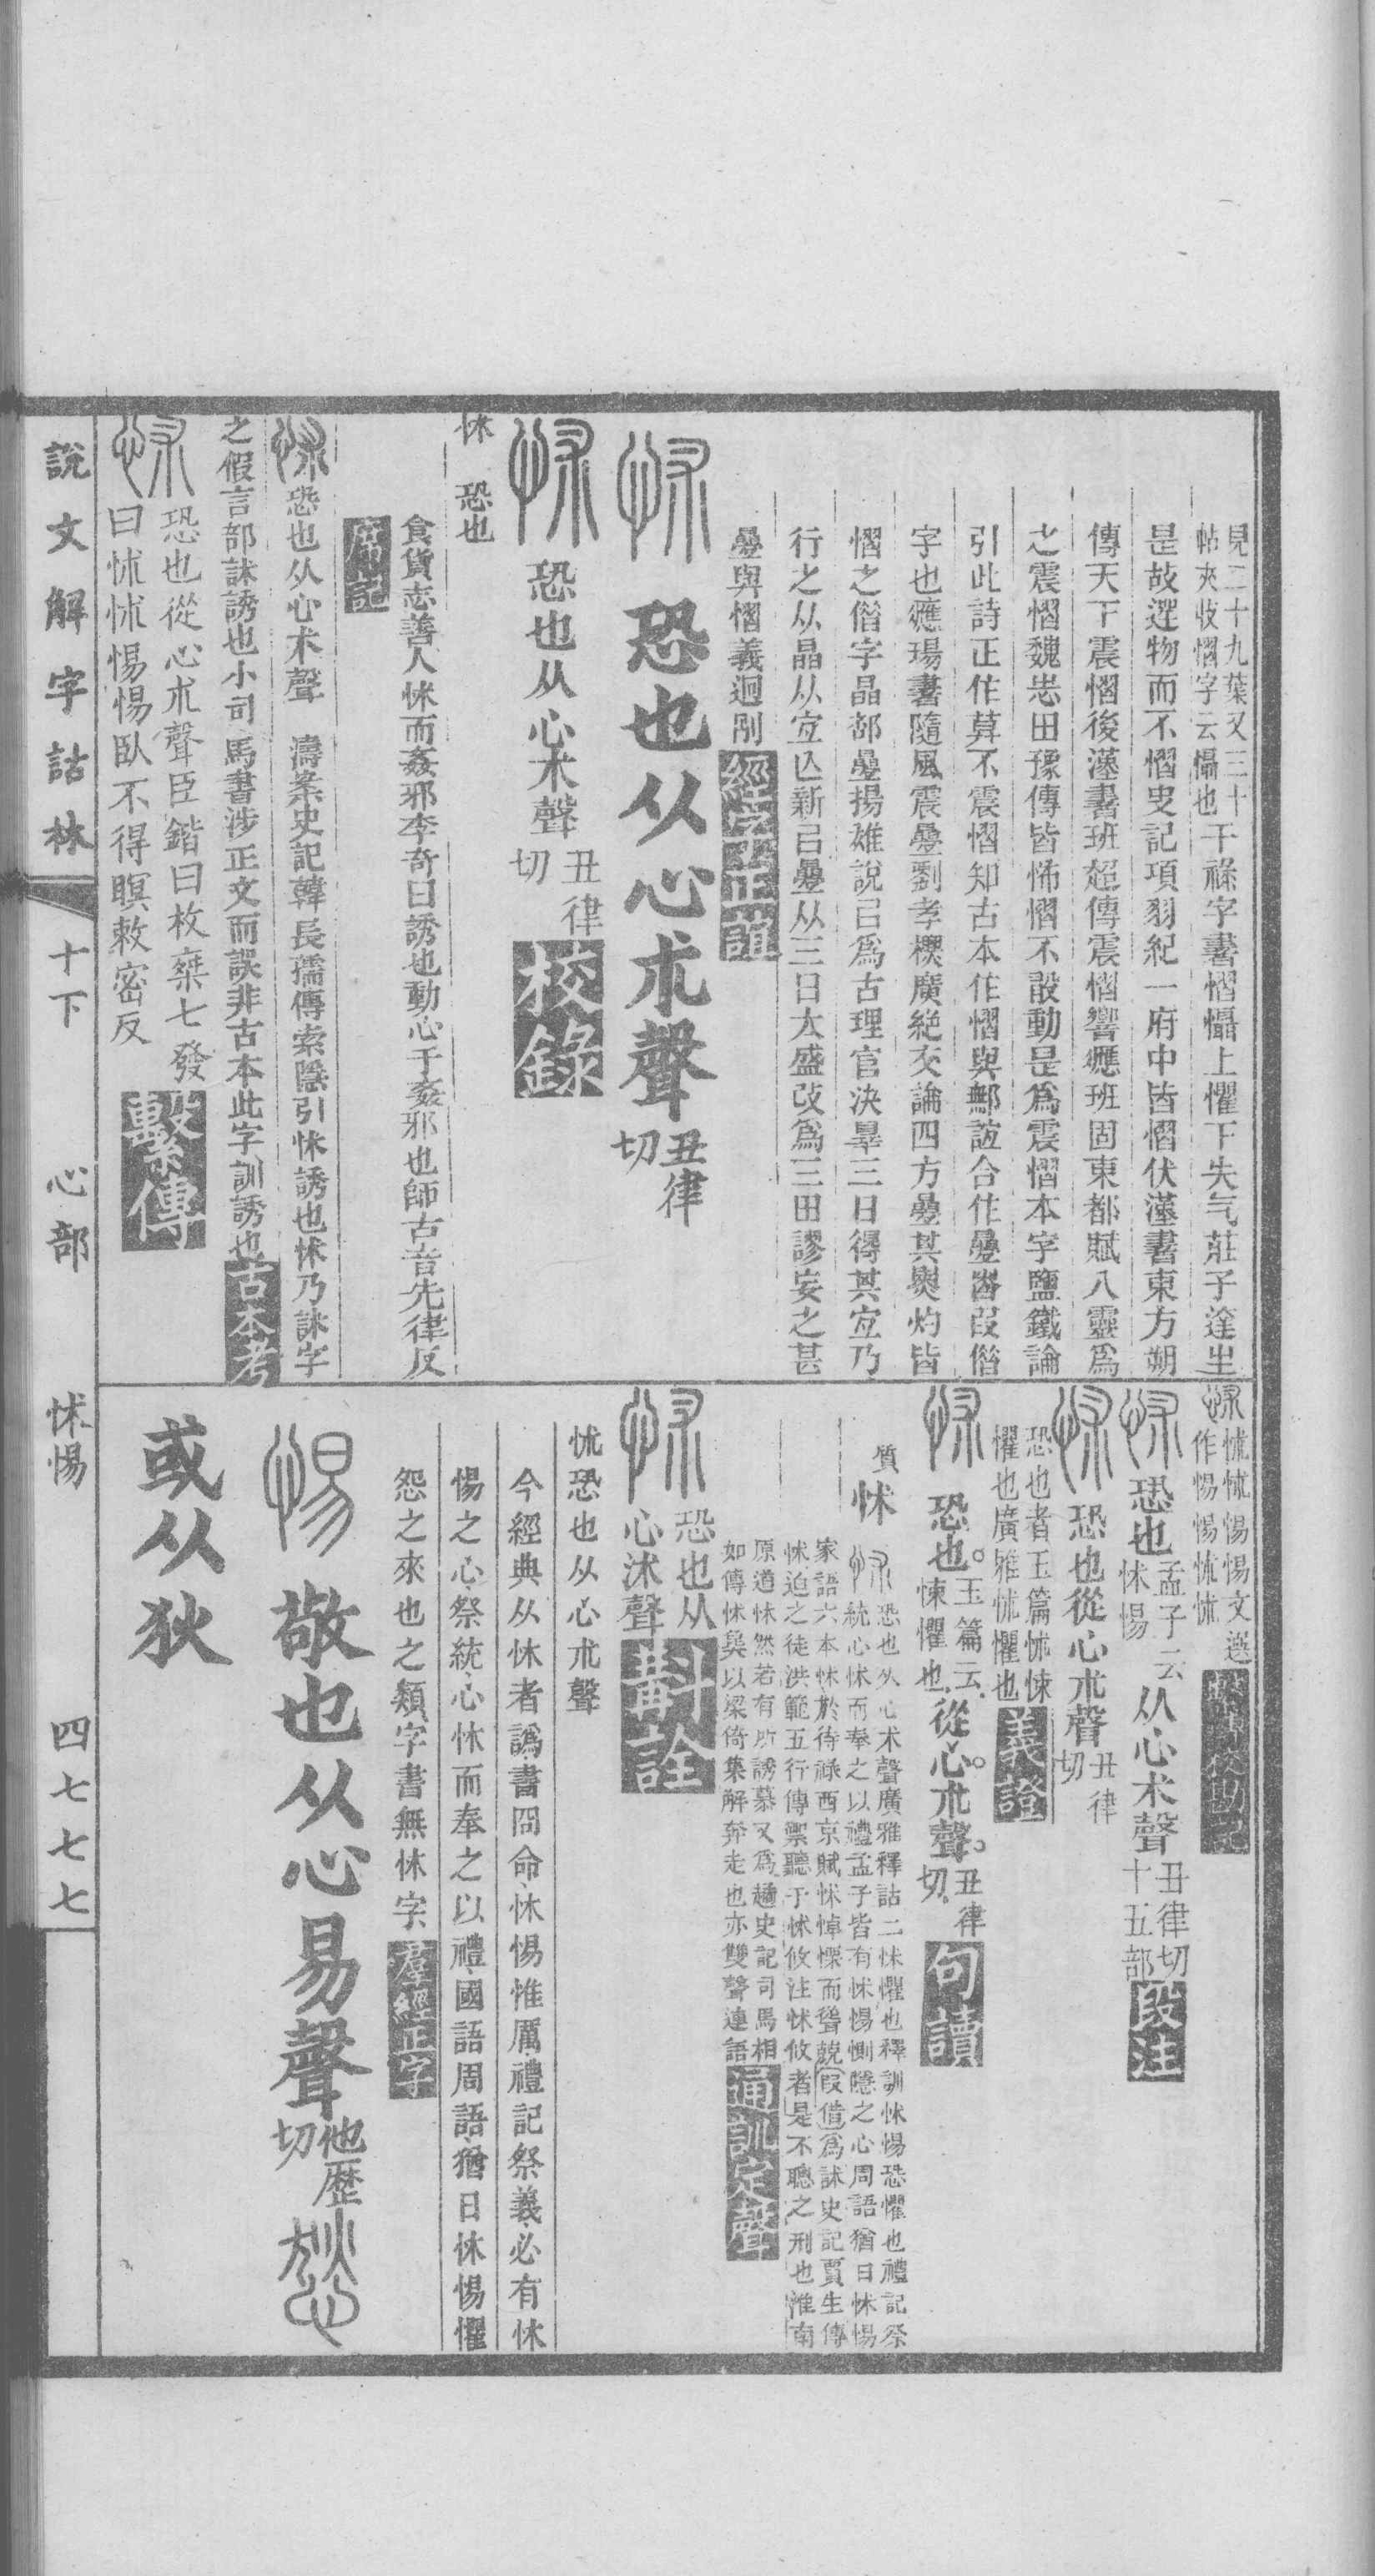 見二十九葉又三十
帖夾收慴字云懾也
干祿字書慴懾上懼下失气莊子達生
是故遻物而不慴史記項羽紀一府中皆慴伏漢書東方朔
傳天下震慴後漢書班超傳震慴響應班固東都賦八靈爲
之震慴魏志田豫傳皆怖慴不敢動是爲震慴本字鹽鐵論
引此詩正作莫不震慴知古本作慴與鄦誼合作疊者叚借
字也應瑒書隨風震疊劉孝標廣絶交論四方疊其熒灼皆
慴之借字晶部疊揚雄說㠯爲古理官決辠三日得其宜乃
行之从晶从宜亾新㠯疊从三日太盛改爲三田謬妄之甚
疊與慴義迥別 經字正誼
恐也从心朮聲 丑律切
恐也从心朮聲 丑律切 校錄
怵 恐也
食貨志善人怵而姦邪李奇曰誘也動心于姦邪也師古音先律反
席記
恐也从心朮聲 濤案史記韓長孺傳索隱引怵誘也怵乃訹字
之假言部訹誘也小司馬書涉正文而誤非古本此字訓誘也 古本考
恐也從心朮聲臣鍇曰枚乘七發
曰怵怵惕惕臥不得瞑敕密反 繫傳
怵怵惕惕文選
作惕惕怵怵 繫傳校勘記
恐也 孟子云怵惕 从心朮聲 丑律切十五部 段注
恐也從心朮聲 丑律切
恐也者玉篇怵悚
懼也廣雅怵懼也 義證
恐也 玉篇云悚懼也 從心朮聲 丑律切 句讀
質 怵
恐也从心朮聲廣雅釋詁二怵懼也釋訓怵惕恐懼也禮記祭
統心怵而奉之以禮孟子皆有怵惕惻隱之心周語猶日怵惕
家語六本怵於待祿西京賦怵悼慄而聳兢叚借爲訹史記賈生傳
怵迫之徒洪範五行傳禦聽于怵攸注怵攸者是不聽之刑也淮南
原道怵然若有所誘慕又爲趫史記司馬相
如傳怵㚟以梁倚集解奔走也亦雙聲連語 通訓定聲
恐也从
心沭聲 斠詮
怵恐也从心朮聲
今經典从怵者譌書冏命怵惕惟厲禮記祭義必有怵
惕之心祭統心怵而奉之以禮國語周語猶日怵惕懼
怨之來也之類字書無怵字 羣經正字
敬也从心易聲 他歷切
或从狄
說文解字詁林 十下 心部 怵惕 四七七七